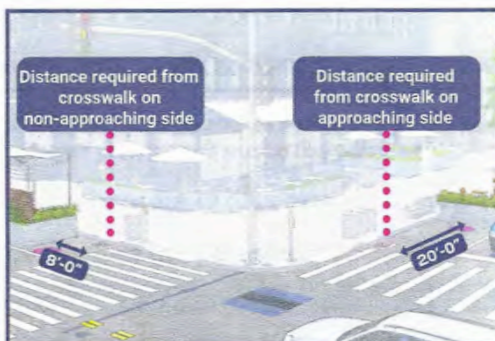 Distance required from
crosswalk on
non-approaching side
Distance required
from crosswalk on
approaching side
8'-0"
20'-0"